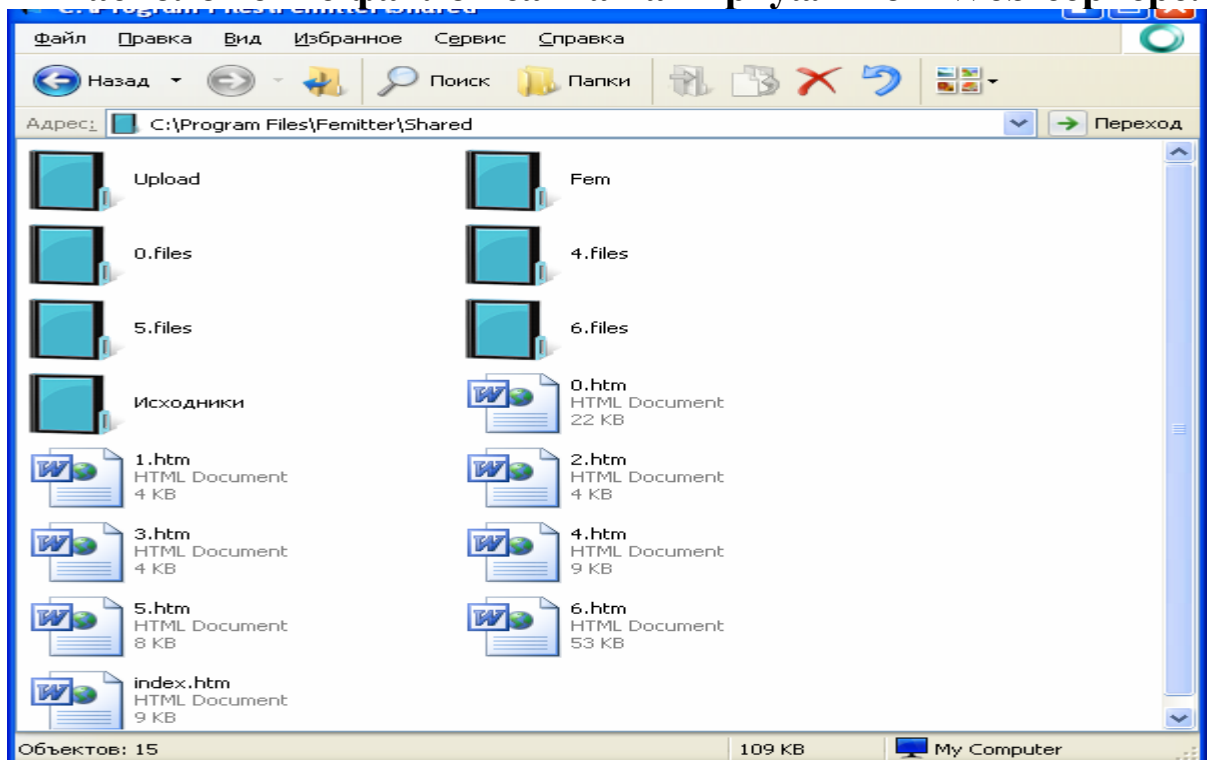 C:\Program Files\Femitter\Shared
Файл Правка Вид Избранное Сервис Справка
Назад Поиск Папки
Адрес: C:\Program Files\Femitter\Shared Переход
Upload Fem
0.files 4.files
5.files 6.files
Исходники 0.htm
HTML Document
22 KB
1.htm 2.htm
HTML Document HTML Document
4 KB 4 KB
3.htm 4.htm
HTML Document HTML Document
4 KB 9 KB
5.htm 6.htm
HTML Document HTML Document
8 KB 53 KB
index.htm
HTML Document
9 KB
Объектов: 15 109 KB My Computer